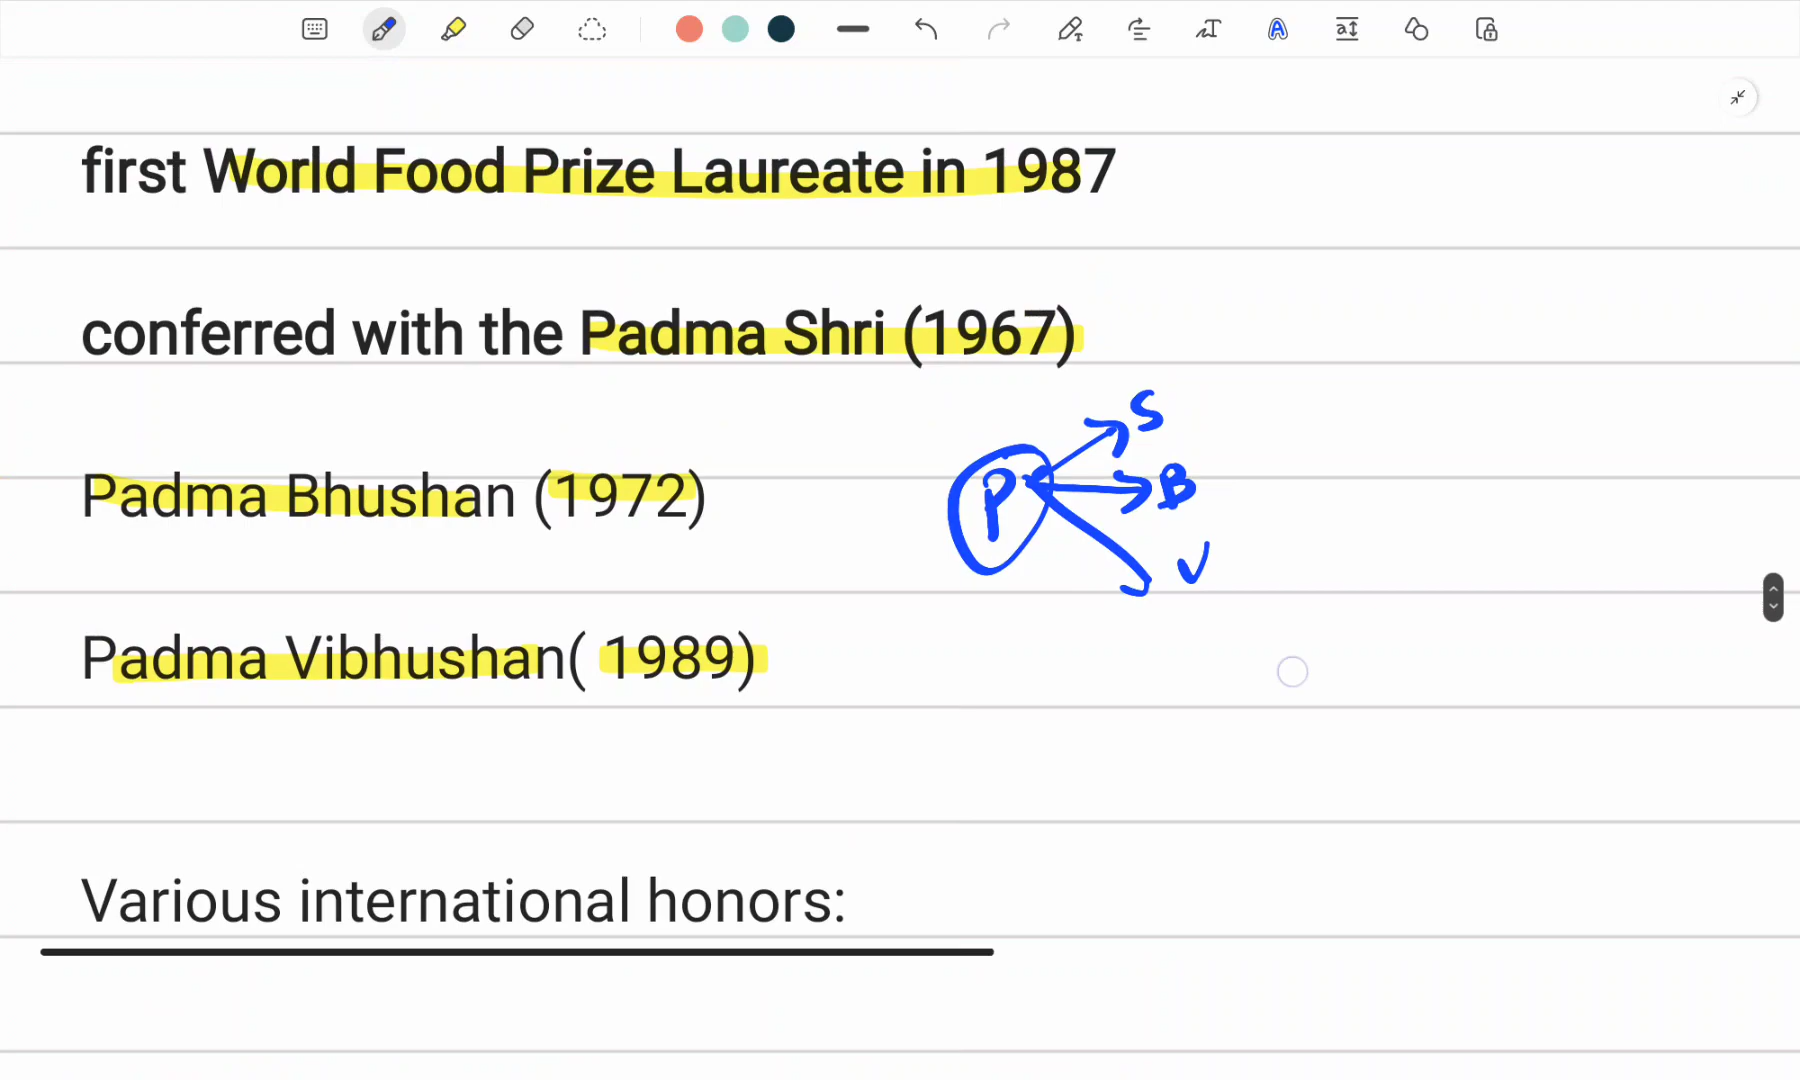 first World Food Prize Laureate in 1987
conferred with the Padma Shri (1967)
S
Padma Bhushan (1972)
P
B
V
Padma Vibhushan( 1989)
Various international honors: